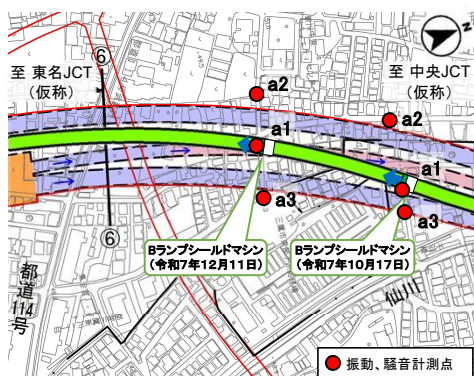 ⑥
至 東名JCT
(仮称)
a2
至 中央JCT
(仮称)
N
a2
a1
a1
a3
a3
⑥
Bランプシールドマシン
(令和7年12月11日)
Bランプシールドマシン
(令和7年10月17日)
都道
114
号
仙川
振動、騒音計測点